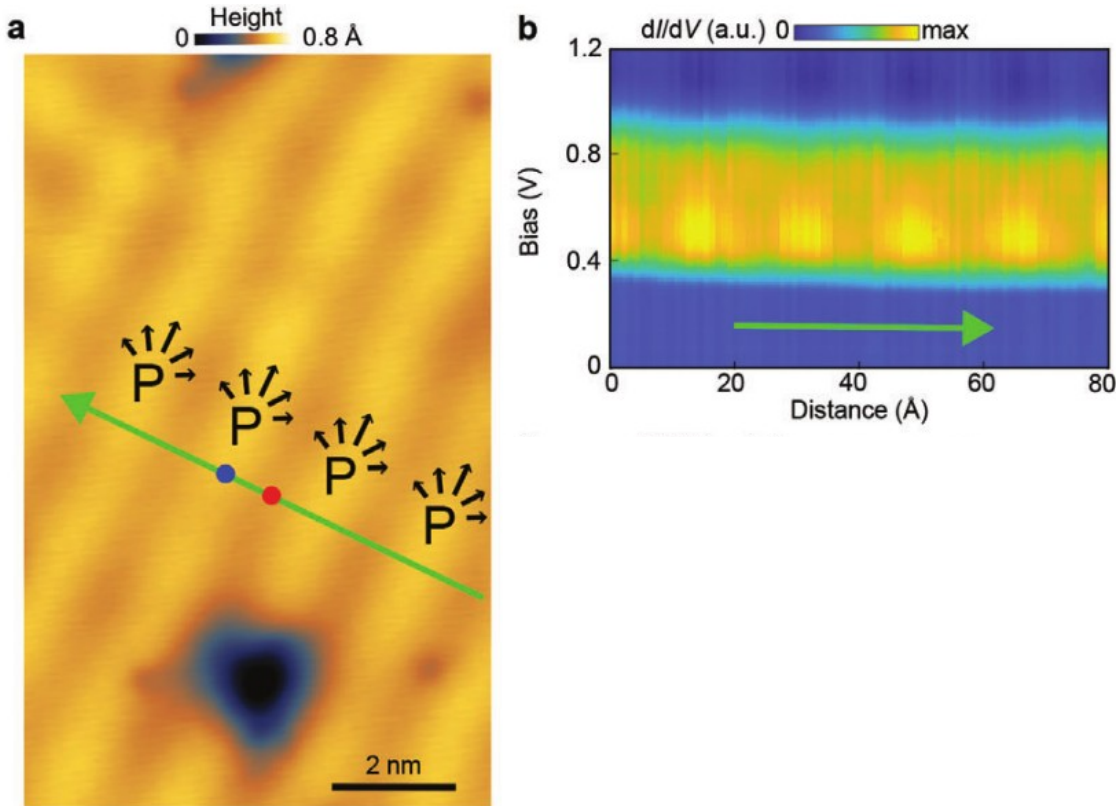 a
Height
0
0.8 Å
P
P
P
P
2 nm
b
dI/dV (a.u.)
0
max
1.2
0.8
0.4
0
Bias (V)
0
20
40
60
80
Distance (Å)